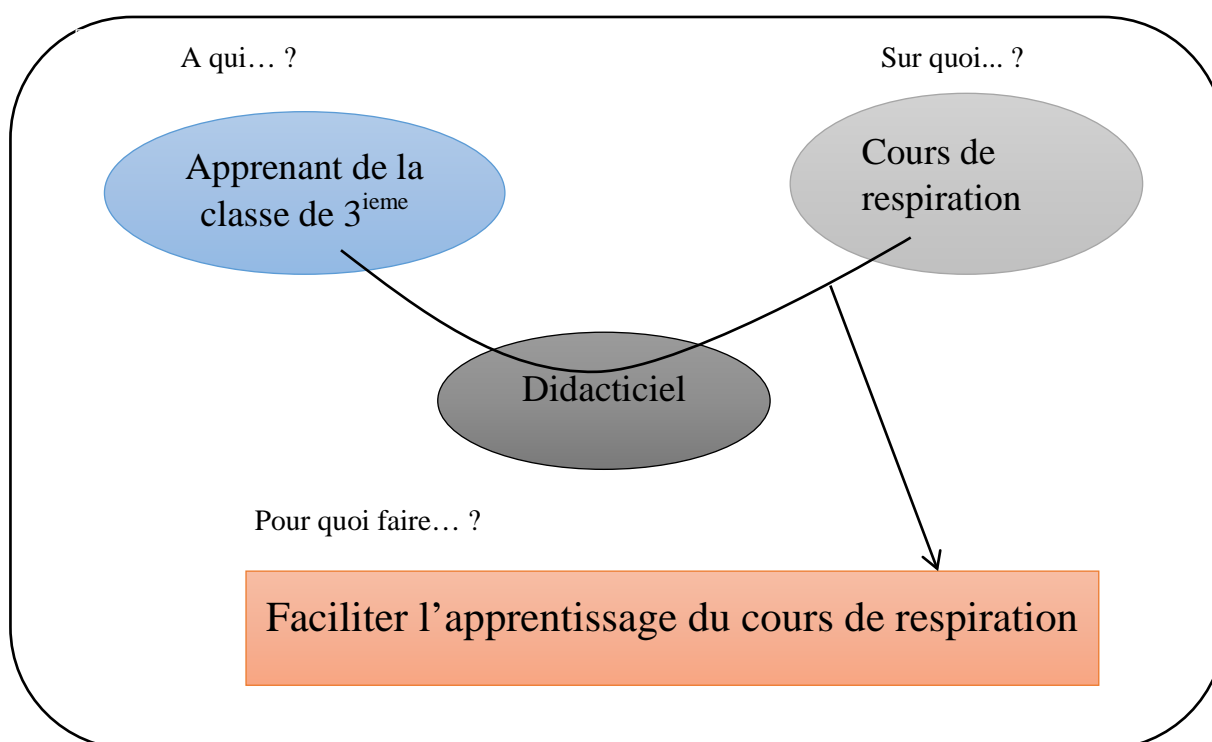 A qui… ?
Sur quoi... ?
Apprenant de la
classe de 3ieme
Cours de
respiration
Didacticiel
Pour quoi faire… ?
Faciliter l’apprentissage du cours de respiration